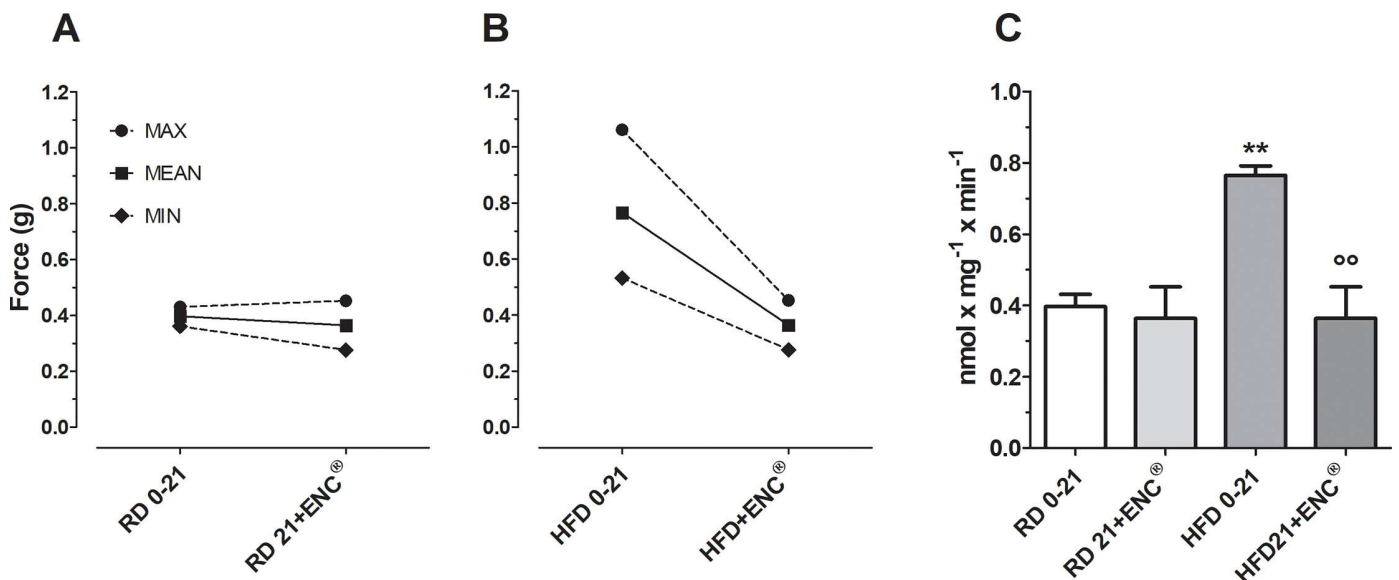 A
B
C
Force (g)
1.2
1.0
0.8
0.6
0.4
0.2
0.0
MAX
MEAN
MIN
RD 0-21
RD 21+ENC®
1.2
1.0
0.8
0.6
0.4
0.2
0.0
HFD 0-21
HFD+ENC®
nmol x mg⁻¹ x min⁻¹
1.0
0.8
0.6
0.4
0.2
0.0
**
°°
RD 0-21
RD 21+ENC®
HFD 0-21
HFD21+ENC®